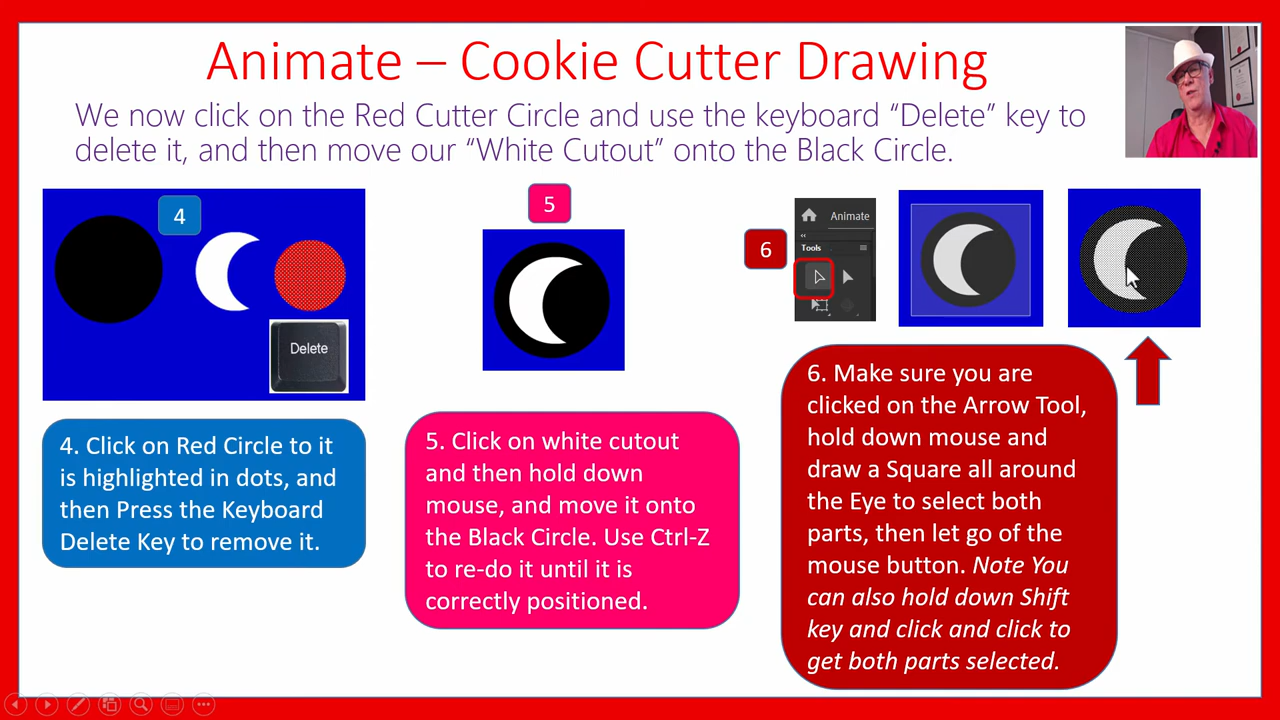 Animate – Cookie Cutter Drawing
We now click on the Red Cutter Circle and use the keyboard “Delete” key to
delete it, and then move our “White Cutout” onto the Black Circle.
4
Delete
4. Click on Red Circle to it
is highlighted in dots, and
then Press the Keyboard
Delete Key to remove it.
5
5. Click on white cutout
and then hold down
mouse, and move it onto
the Black Circle. Use Ctrl-Z
to re-do it until it is
correctly positioned.
6
Animate
Tools
6. Make sure you are
clicked on the Arrow Tool,
hold down mouse and
draw a Square all around
the Eye to select both
parts, then let go of the
mouse button. Note You
can also hold down Shift
key and click and click to
get both parts selected.